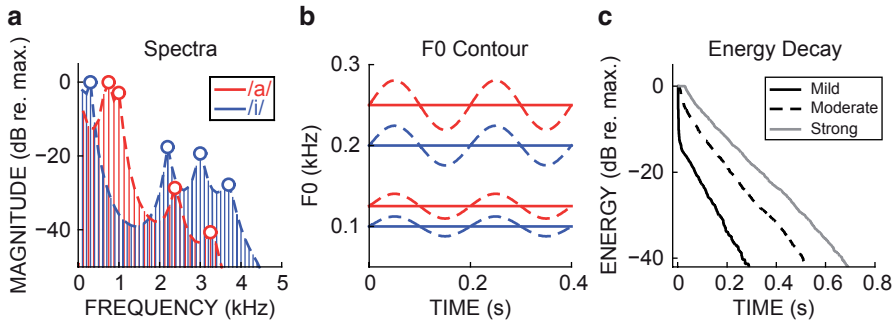 a
Spectra
MAGNITUDE (dB re. max.)
0
−20
−40
/a/
/i/
0 1 2 3 4 5
FREQUENCY (kHz)
b
F0 Contour
F0 (kHz)
0.3
0.2
0.1
0 0.2 0.4
TIME (s)
c
Energy Decay
ENERGY (dB re. max.)
0
−20
−40
Mild
Moderate
Strong
0 0.2 0.4 0.6 0.8
TIME (s)